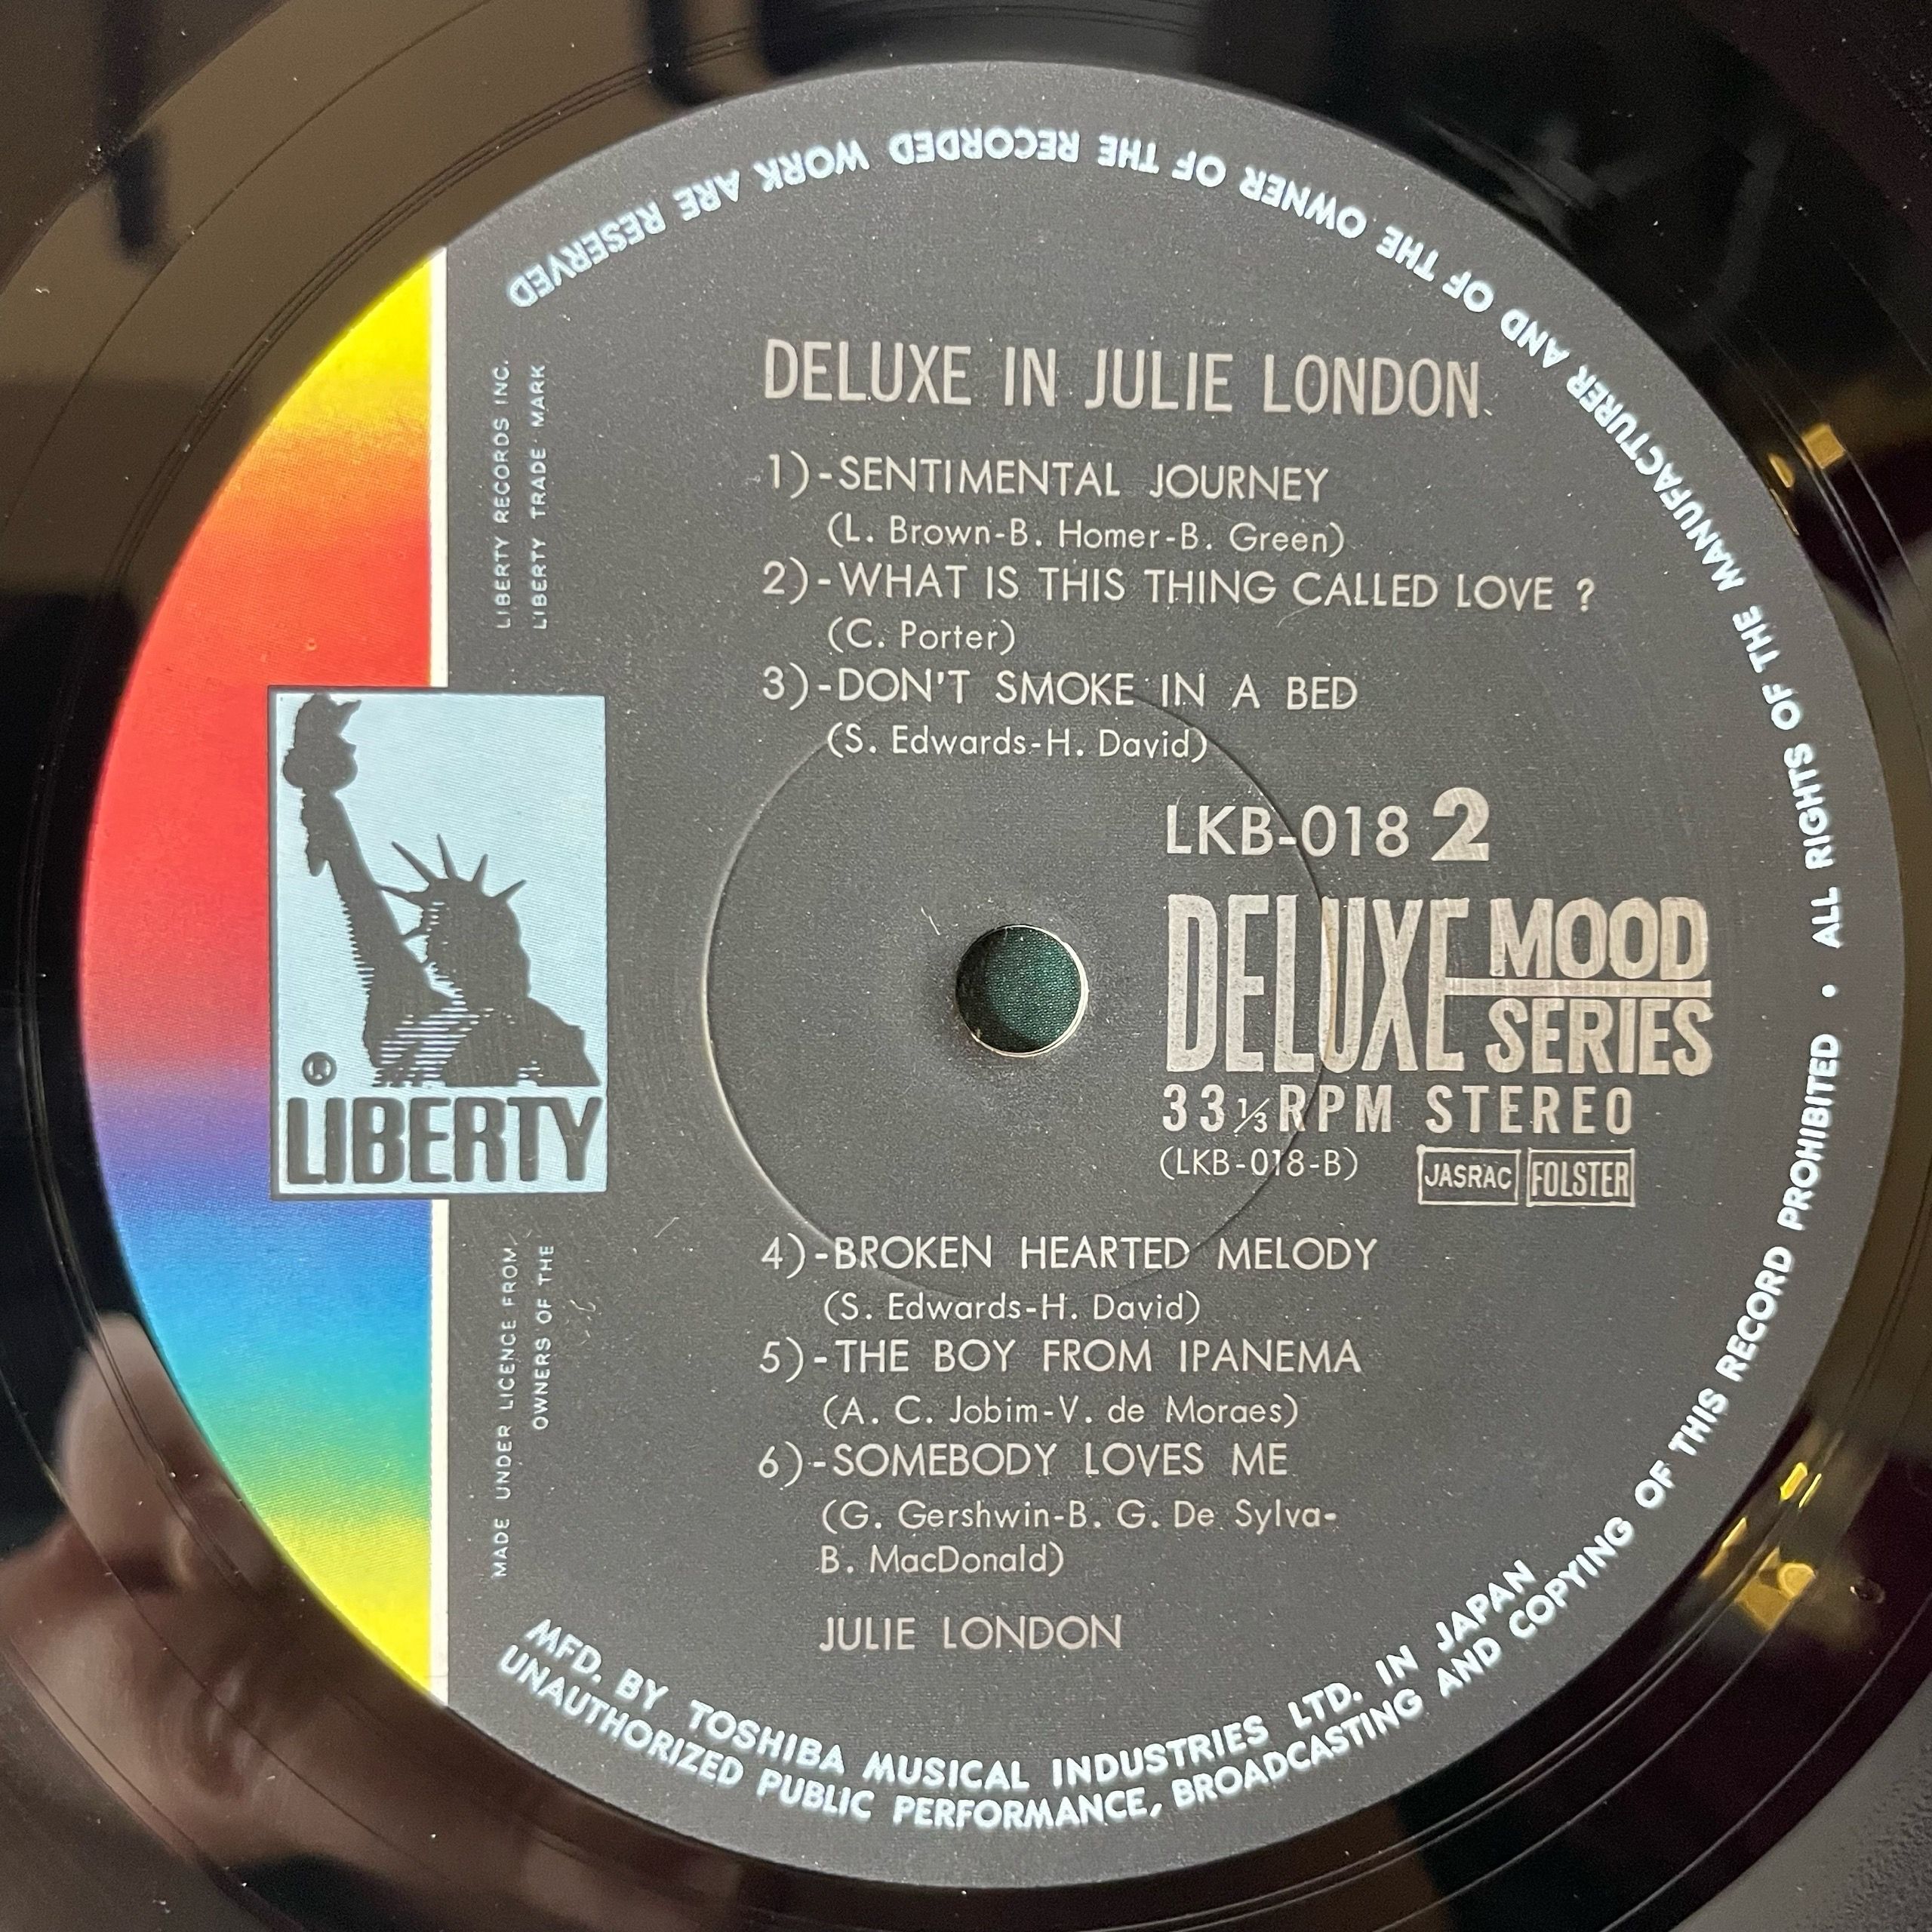 ALL RIGHTS OF THE MANUFACTURER AND OF THE OWNER OF THE RECORDED WORK ARE RESERVED
LIBERTY RECORDS INC.
LIBERTY TRADE MARK
DELUXE IN JULIE LONDON
1)-SENTIMENTAL JOURNEY
(L. Brown-B. Homer-B. Green)
2)-WHAT IS THIS THING CALLED LOVE ?
(C. Porter)
3)-DON'T SMOKE IN A BED
(S. Edwards-H. David)
LKB-018 2
DELUXE MOOD
SERIES
33⅓RPM STEREO
(LKB-018-B) JASRAC FOLSTER
®
LIBERTY
4)-BROKEN HEARTED MELODY
(S. Edwards-H. David)
5)-THE BOY FROM IPANEMA
(A. C. Jobim-V. de Moraes)
6)-SOMEBODY LOVES ME
(G. Gershwin-B. G. De Sylva-
B. MacDonald)
JULIE LONDON
MADE UNDER LICENCE FROM
OWNERS OF THE
MFD. BY TOSHIBA MUSICAL INDUSTRIES LTD. IN JAPAN
UNAUTHORIZED PUBLIC PERFORMANCE, BROADCASTING AND COPYING OF THIS RECORD PROHIBITED •